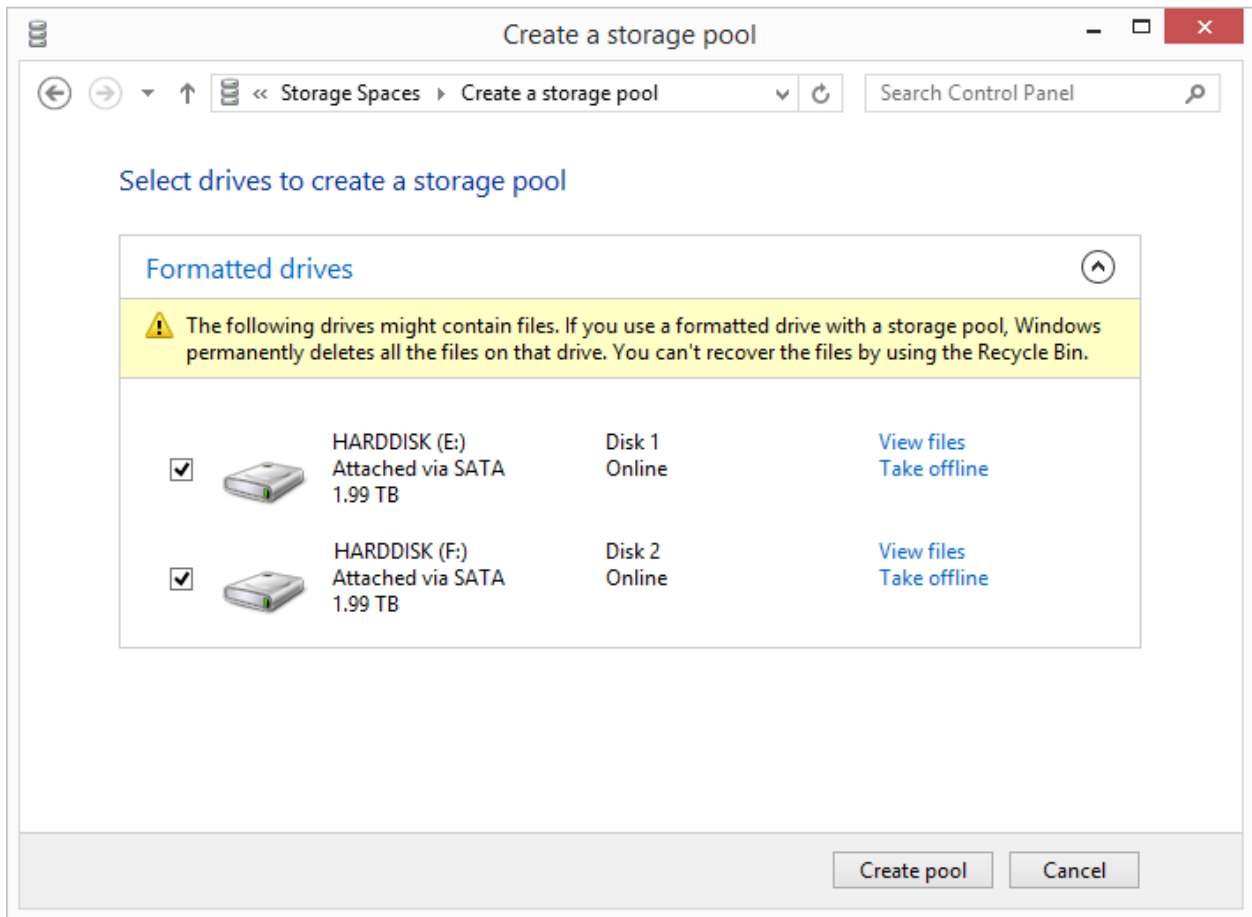 Create a storage pool
« Storage Spaces Create a storage pool Search Control Panel
Select drives to create a storage pool
Formatted drives
The following drives might contain files. If you use a formatted drive with a storage pool, Windows
permanently deletes all the files on that drive. You can't recover the files by using the Recycle Bin.
HARDDISK (E:) Disk 1 View files
Attached via SATA Online Take offline
1.99 TB
HARDDISK (F:) Disk 2 View files
Attached via SATA Online Take offline
1.99 TB
Create pool Cancel